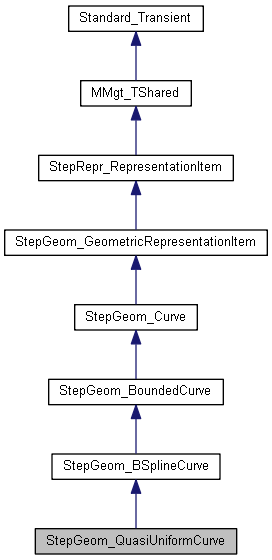 Standard_Transient
MMgt_TShared
StepRepr_RepresentationItem
StepGeom_GeometricRepresentationItem
StepGeom_Curve
StepGeom_BoundedCurve
StepGeom_BSplineCurve
StepGeom_QuasiUniformCurve